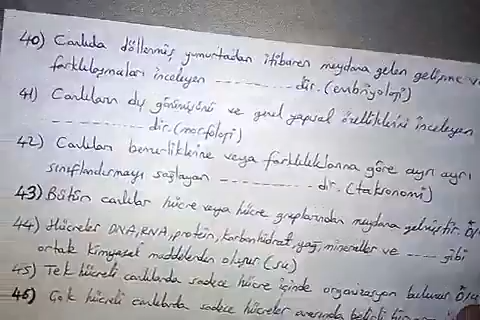 40) Canlıda döllenmiş yumurtadan itibaren meydana gelen gelişme ve
farklılaşmaları inceleyen ---------- dir. (embriyoloji)
41) Canlıların dış görünüşünü ve genel yapısal özelliklerini inceleyen
---------- dir. (morfoloji)
42) Canlıları benzerliklerine veya farklılıklarına göre ayrı ayrı
sınıflandırmayı sağlayan ---------- dir. (taksonomi)
43) Bütün canlılar hücre veya hücre gruplarından meydana gelmiştir.
44) Hücreler DNA, RNA, protein, karbonhidrat, yağ, mineraller ve ---- gibi
ortak kimyasal maddelerden oluşur (su)
45) Tek hücreli canlılarda sadece hücre içinde organizasyon bulunur
46) Çok hücreli canlılarda sadece hücreler arasında belirli